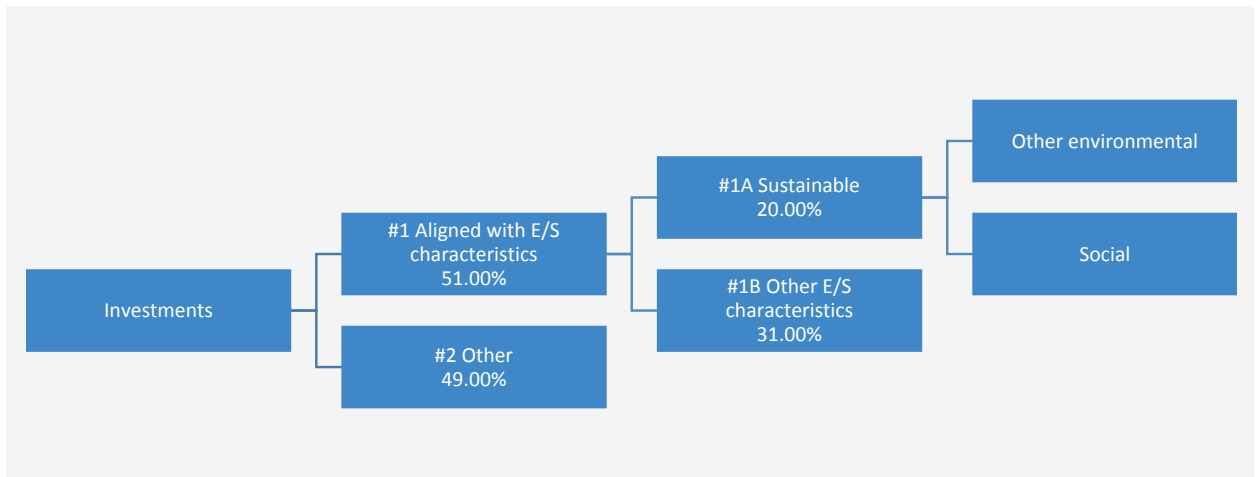 Investments
#1 Aligned with E/S
characteristics
51.00%
#2 Other
49.00%
#1A Sustainable
20.00%
#1B Other E/S
characteristics
31.00%
Other environmental
Social